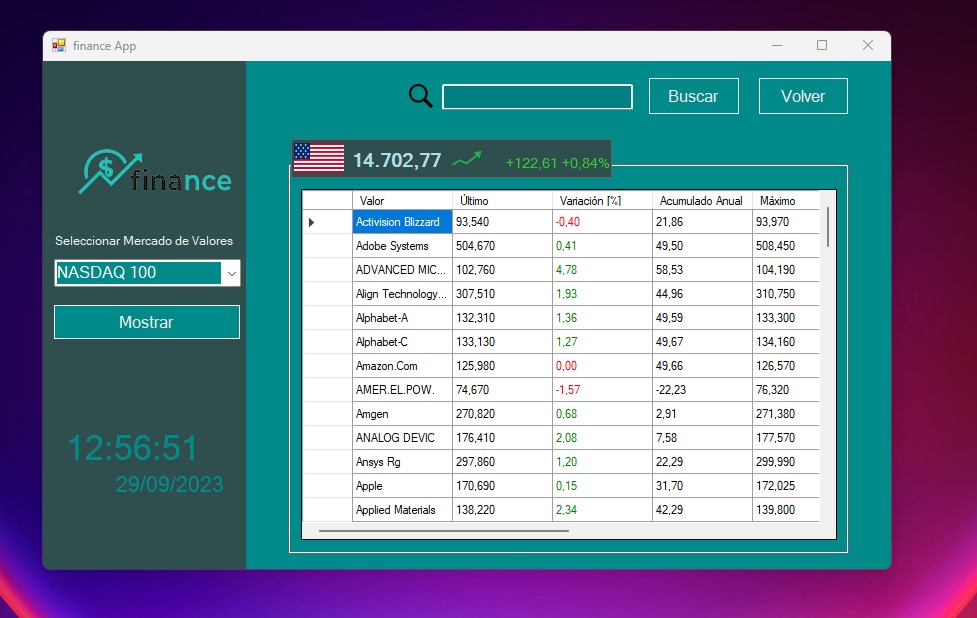 finance App
Buscar
Volver
finance
14.702,77
+122,61 +0,84%
Seleccionar Mercado de Valores
NASDAQ 100
Mostrar
12:56:51
29/09/2023
Valor Último Variación [%] Acumulado Anual Máximo
Activision Blizzard 93,540 -0,40 21,86 93,970
Adobe Systems 504,670 0,41 49,50 508,450
ADVANCED MIC... 102,760 4,78 58,53 104,190
Align Technology... 307,510 1,93 44,96 310,750
Alphabet-A 132,310 1,36 49,59 133,300
Alphabet-C 133,130 1,27 49,67 134,160
Amazon.Com 125,980 0,00 49,66 126,570
AMER.EL.POW. 74,670 -1,57 -22,23 76,320
Amgen 270,820 0,68 2,91 271,380
ANALOG DEVIC 176,410 2,08 7,58 177,570
Ansys Rg 297,860 1,20 22,29 299,990
Apple 170,690 0,15 31,70 172,025
Applied Materials 138,220 2,34 42,29 139,800